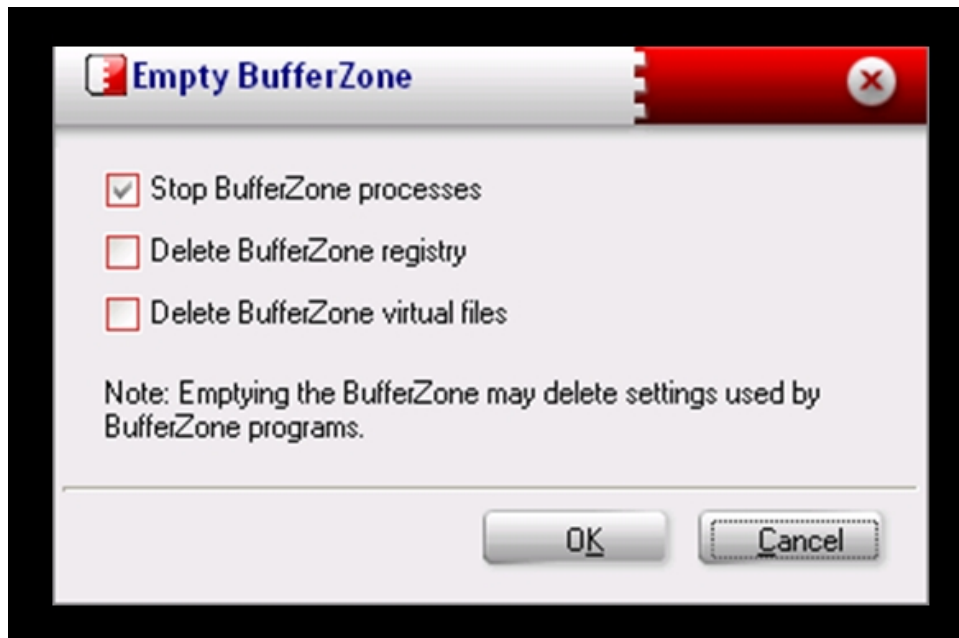 Empty BufferZone
Stop BufferZone processes
Delete BufferZone registry
Delete BufferZone virtual files
Note: Emptying the BufferZone may delete settings used by
BufferZone programs.
OK Cancel